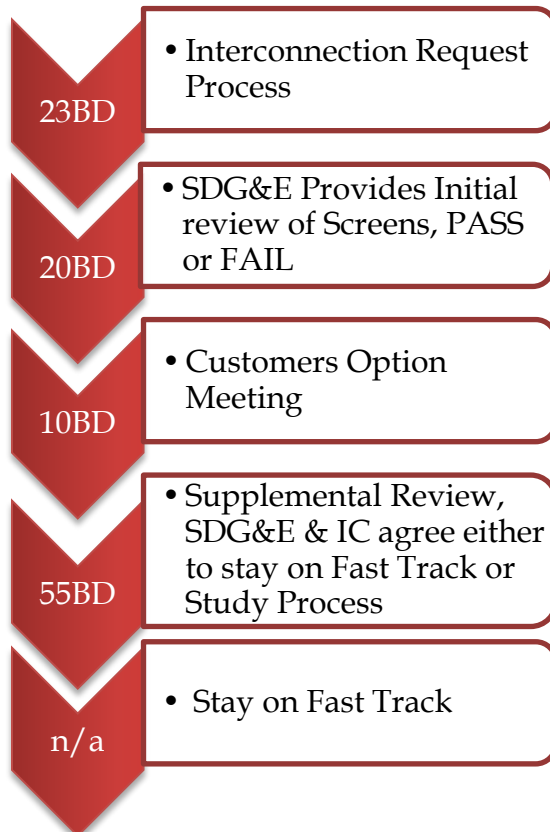 23BD
• Interconnection Request
Process
20BD
• SDG&E Provides Initial
review of Screens, PASS
or FAIL
10BD
• Customers Option
Meeting
55BD
• Supplemental Review,
SDG&E & IC agree either
to stay on Fast Track or
Study Process
n/a
• Stay on Fast Track